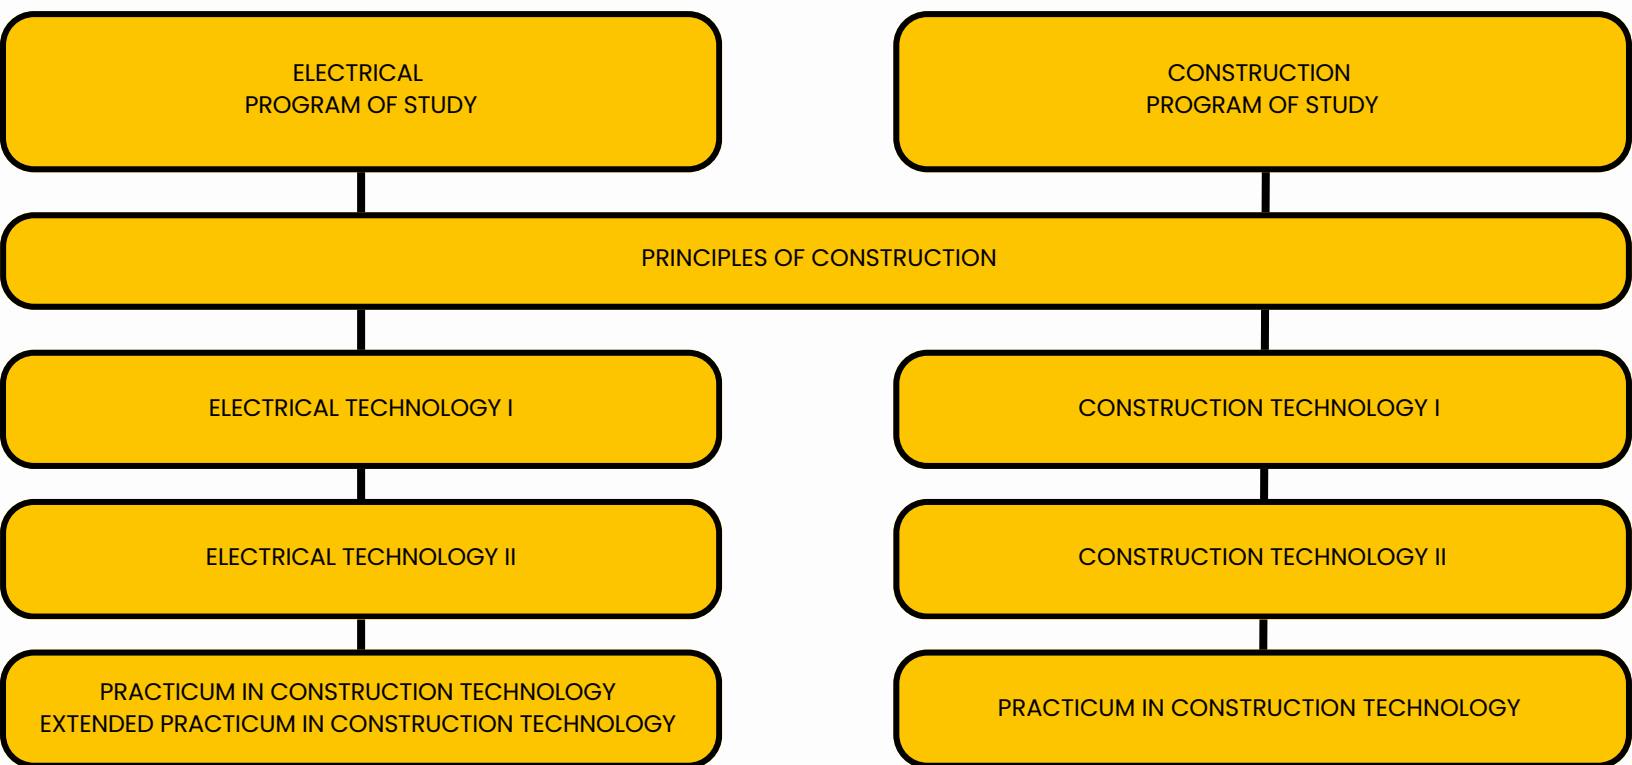 ELECTRICAL
PROGRAM OF STUDY
CONSTRUCTION
PROGRAM OF STUDY
PRINCIPLES OF CONSTRUCTION
ELECTRICAL TECHNOLOGY I
CONSTRUCTION TECHNOLOGY I
ELECTRICAL TECHNOLOGY II
CONSTRUCTION TECHNOLOGY II
PRACTICUM IN CONSTRUCTION TECHNOLOGY
EXTENDED PRACTICUM IN CONSTRUCTION TECHNOLOGY
PRACTICUM IN CONSTRUCTION TECHNOLOGY